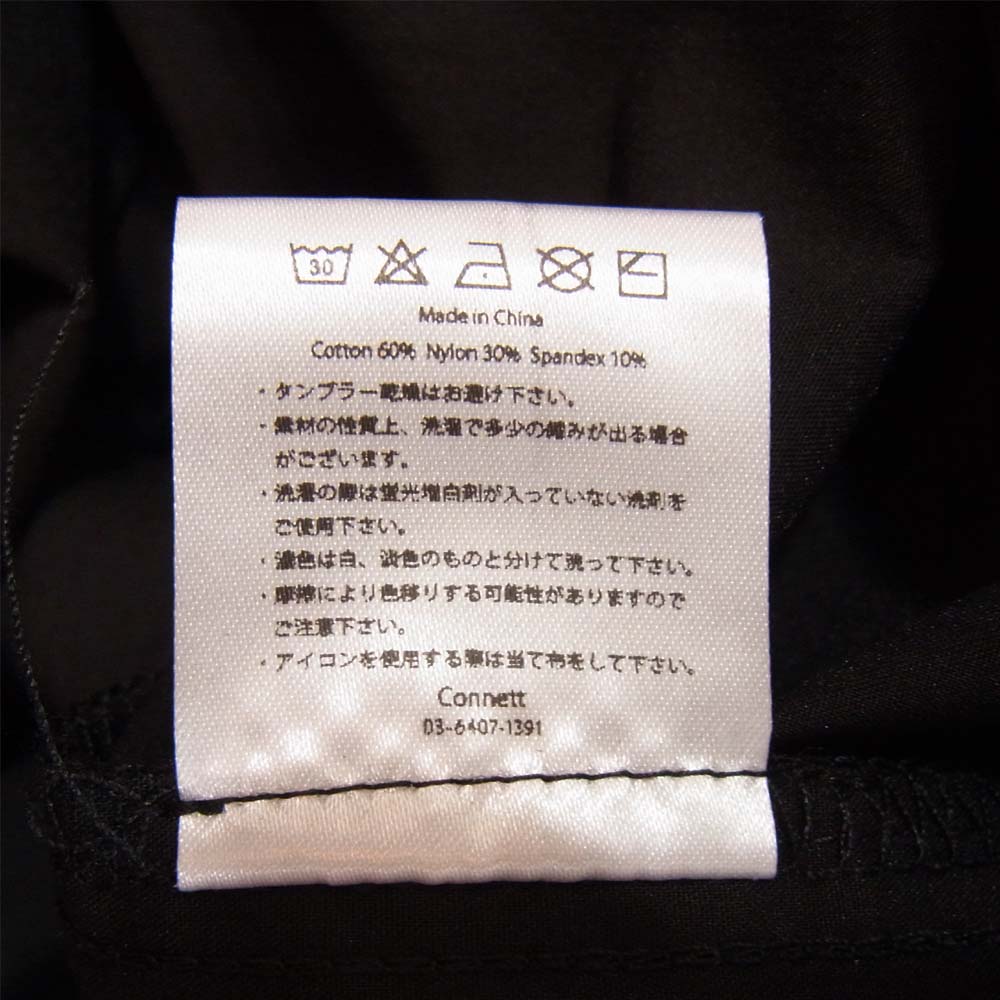 30
Made in China
Cotton 60% Nylon 30% Spandex 10%
・タンブラー乾燥はお避け下さい。
・素材の性質上、洗濯で多少の縮みが出る場合
がございます。
・洗濯の際は蛍光増白剤が入っていない洗剤を
ご使用下さい。
・濃色は白、淡色のものと分けて洗って下さい。
・摩擦により色移りする可能性がありますので
ご注意下さい。
・アイロンを使用する際は当て布をして下さい。
Connett
03-6407-1391